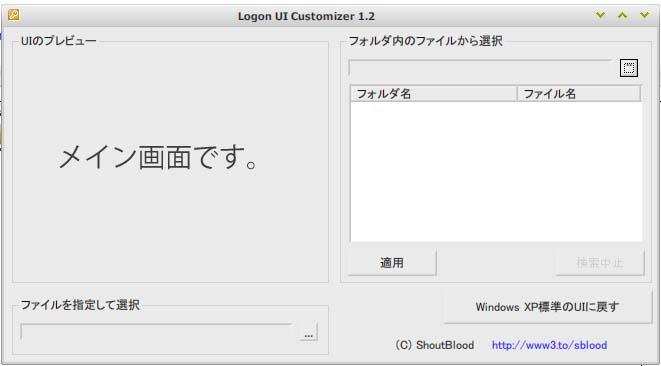 Logon UI Customizer 1.2
UIのプレビュー
メイン画面です。
フォルダ内のファイルから選択
フォルダ名 ファイル名
適用 検索中止
ファイルを指定して選択
...
Windows XP標準のUIに戻す
(C) ShoutBlood http://www3.to/sblood